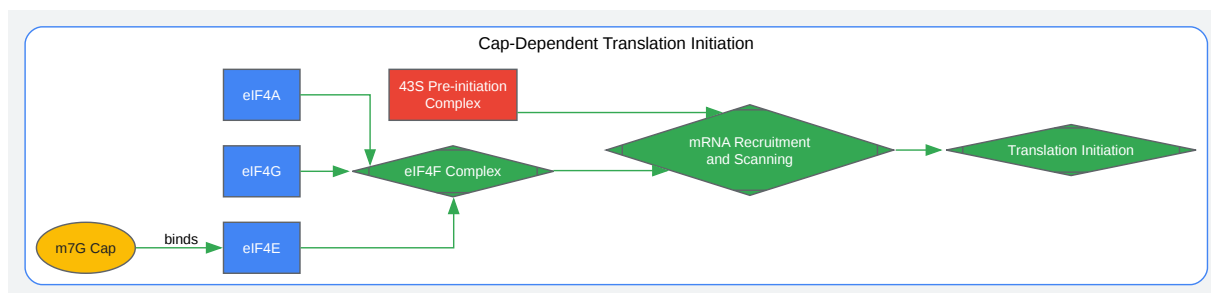 Cap-Dependent Translation Initiation
eIF4A
43S Pre-initiation
Complex
mRNA Recruitment
and Scanning
Translation Initiation
eIF4G
eIF4F Complex
m7G Cap
binds
eIF4E